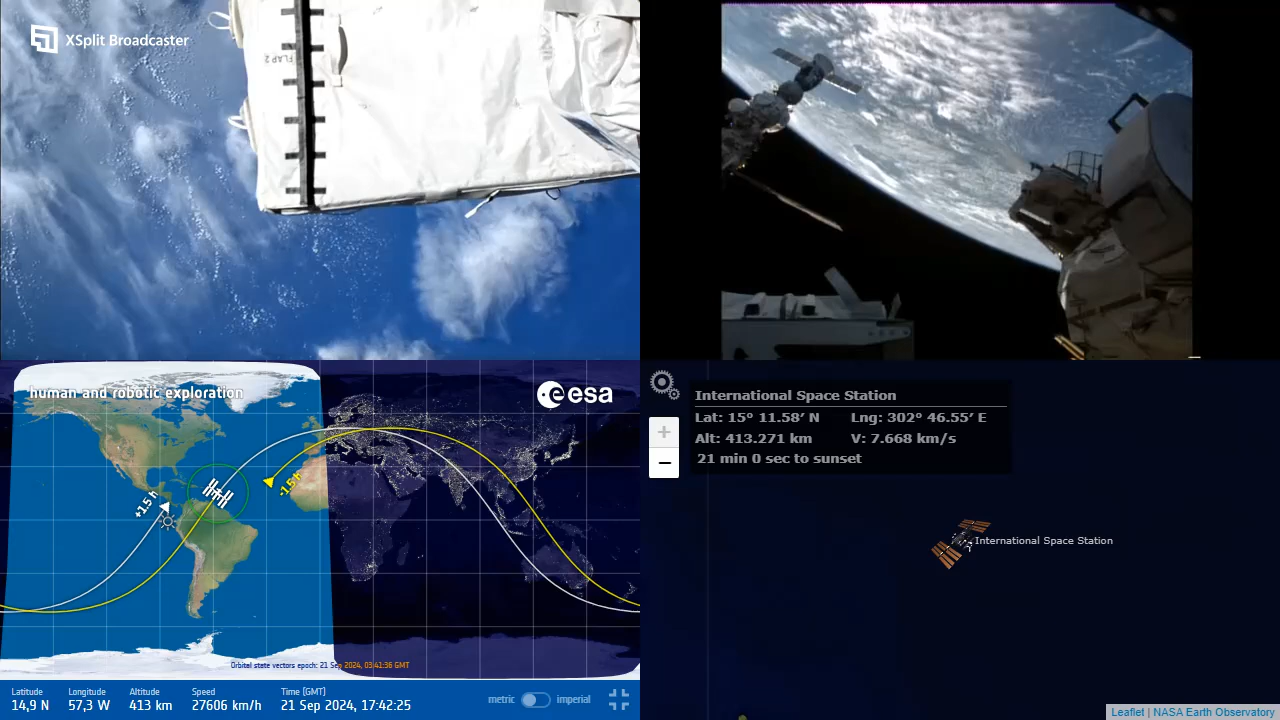 XSplit Broadcaster
FLAP 2
human and robotic exploration
esa
+1.5 h
-1.5 h
Orbital state vectors epoch: 21 Sep 2024, 03:41:36 GMT
Latitude Longitude Altitude Speed Time (GMT)
14,9 N 57,3 W 413 km 27606 km/h 21 Sep 2024, 17:42:25
metric imperial
+
−
International Space Station
Lat: 15° 11.58′ N Lng: 302° 46.55′ E
Alt: 413.271 km V: 7.668 km/s
21 min 0 sec to sunset
International Space Station
Leaflet | NASA Earth Observatory